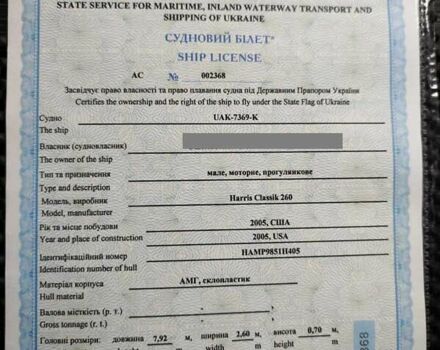 STATE SERVICE FOR MARITIME, INLAND WATERWAY TRANSPORT AND
SHIPPING OF UKRAINE
СУДНОВИЙ БІЛЕТ*
SHIP LICENSE
АС № 002368
Засвідчує право власності та право плавання судна під Державним Прапором України
Certifies the ownership and the right of the ship to fly under the State Flag of Ukraine
Судно UAK-7369-K
The ship
Власник (судновласник)
The owner of the ship
Тип та призначення мале, моторне, прогулянкове
Type and description
Модель, виробник Harris Classik 260
Model, manufacturer
Рік та місце побудови 2005, США
Year and place of construction 2005, USA
Ідентифікаційний номер HAMP9851H405
Identification number of hull
Матеріал корпуса АМГ, склопластик
Hull material
Валова місткість (р. т.) -
Gross tonnage (r. t.) -
Головні розміри: довжина 7,92 м, ширина 2,60 м, висота 0,70 м
width m height m
68